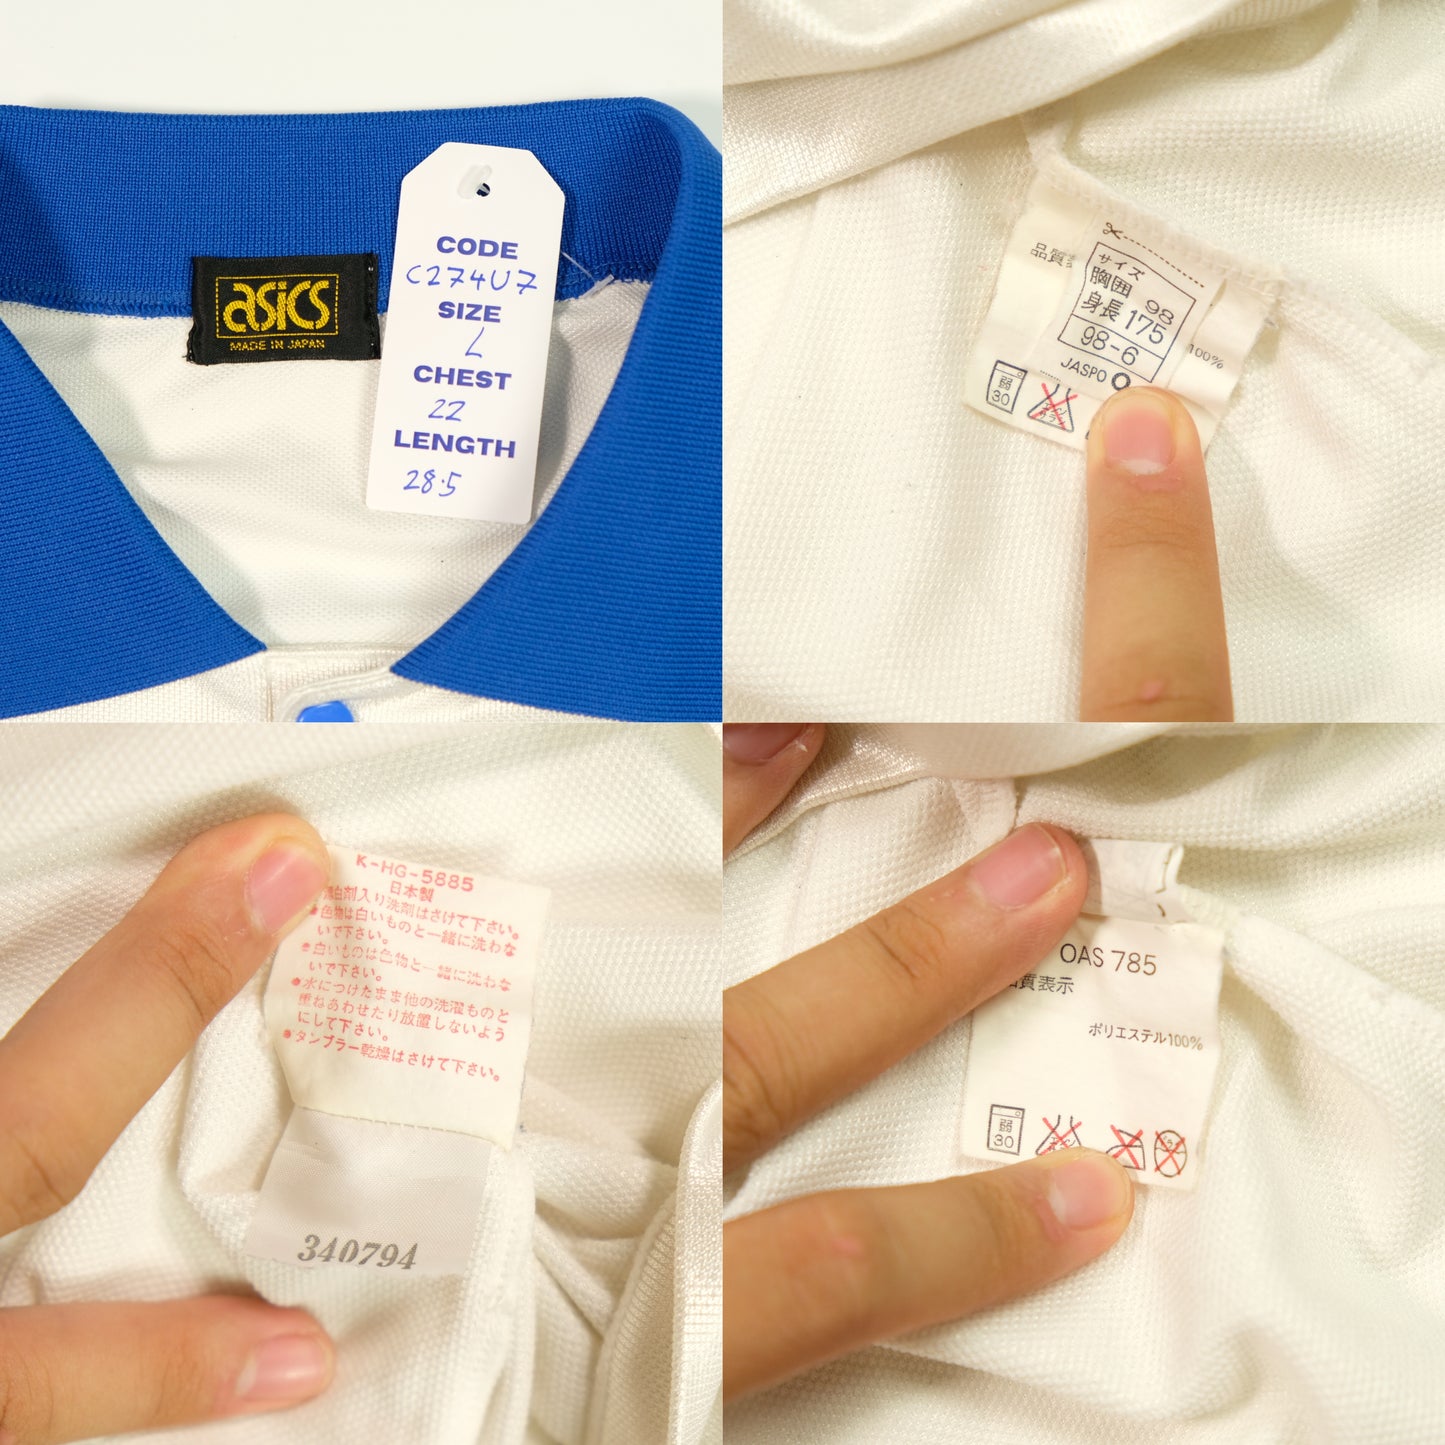 asics
MADE IN JAPAN
CODE
C274U7
SIZE
L
CHEST
22
LENGTH
28.5
品質
サイズ
胸囲 98
身長 175
98-6
JASPO
100%
弱
30
K-HG-5885
日本製
白剤入り洗剤はさけて下さい。
●色物は白いものと一緒に洗わな
いで下さい。
●白いものは色物と一緒に洗わな
いで下さい。
●水につけたまま他の洗濯ものと
重ねあわせたり放置しないよう
にして下さい。
●タンブラー乾燥はさけて下さい。
340794
OAS 785
質表示
ポリエステル100%
弱
30